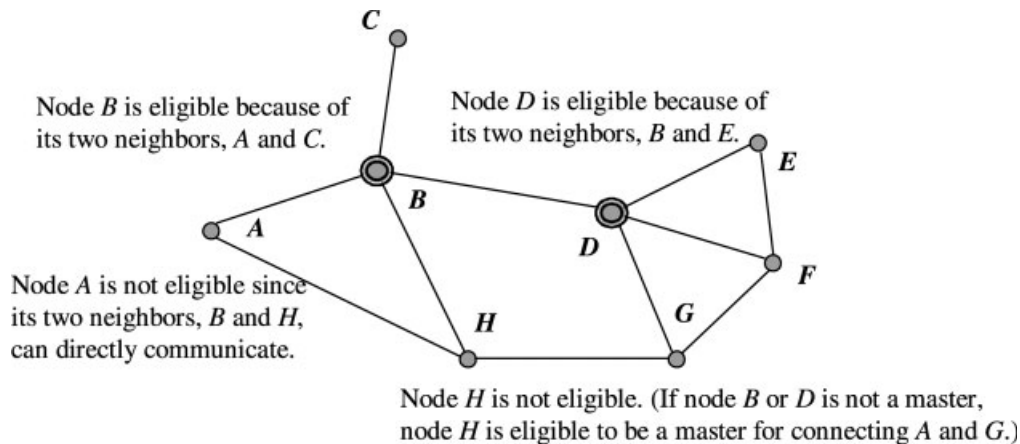 C
Node B is eligible because of
its two neighbors, A and C.
Node D is eligible because of
its two neighbors, B and E.
E
B
A
D
F
Node A is not eligible since
its two neighbors, B and H,
can directly communicate.
H
G
Node H is not eligible. (If node B or D is not a master,
node H is eligible to be a master for connecting A and G.)